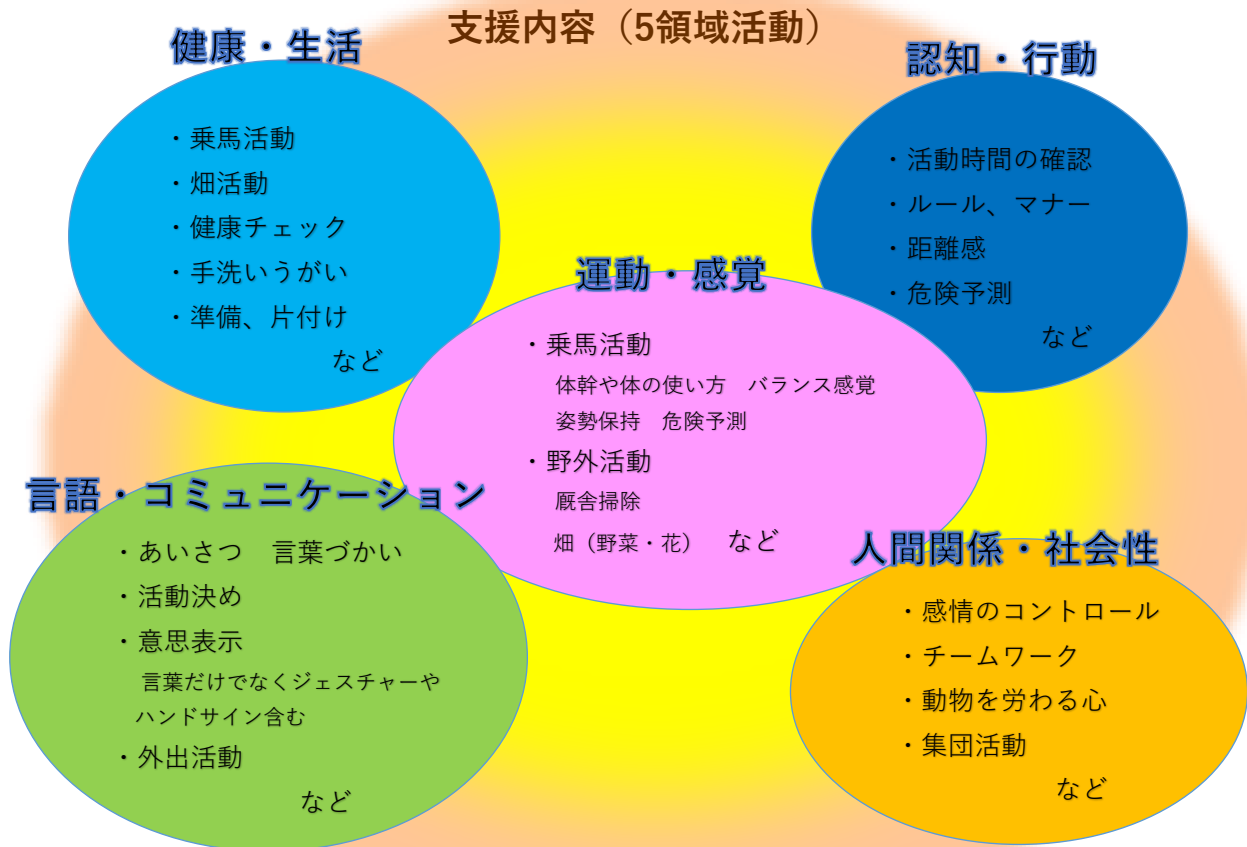 支援内容（5領域活動）
健康・生活
・乗馬活動
・畑活動
・健康チェック
・手洗いうがい
・準備、片付け
など
認知・行動
・活動時間の確認
・ルール、マナー
・距離感
・危険予測
など
運動・感覚
・乗馬活動
体幹や体の使い方　バランス感覚
姿勢保持　危険予測
・野外活動
厩舎掃除
畑（野菜・花）　など
言語・コミュニケーション
・あいさつ　言葉づかい
・活動決め
・意思表示
言葉だけでなくジェスチャーや
ハンドサイン含む
・外出活動
など
人間関係・社会性
・感情のコントロール
・チームワーク
・動物を労わる心
・集団活動
など